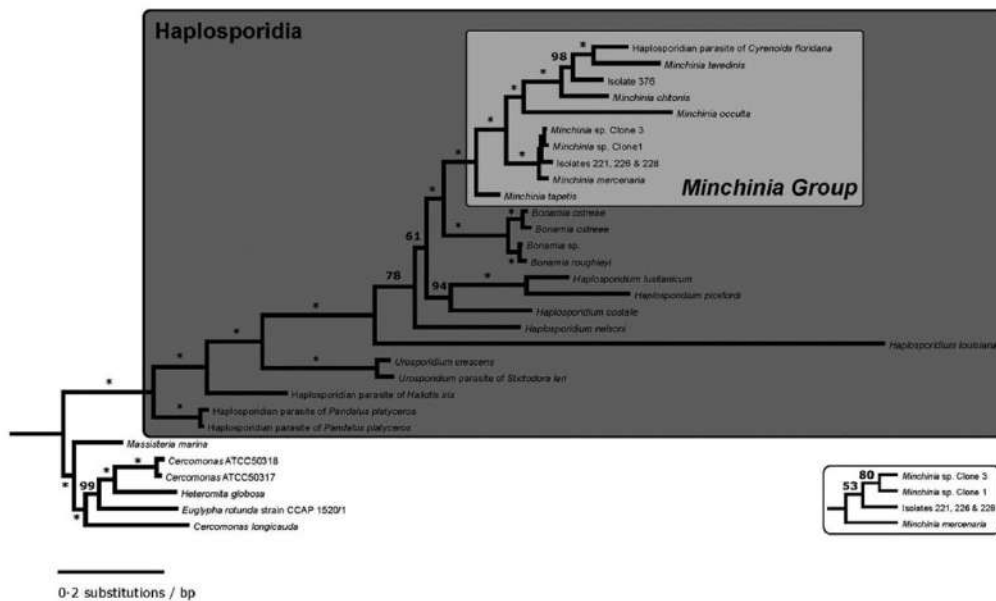 Haplosporidia
*
Haplosporidian parasite of Cyrenoida floridana
98
Minchinia teredinis
*
Isolate 376
Minchinia chitonis
*
Minchinia occulta
*
Minchinia sp. Clone 3
Minchinia sp. Clone1
*
Isolates 221, 226 & 228
*
Minchinia mercenaria
Minchinia Group
Minchinia tapetis
*
*
Bonamia ostreae
Bonamia ostreae
*
61
Bonamia sp.
*
Bonamia roughleyi
78
*
Haplosporidium lusitanicum
94
Haplosporidium pickfordi
*
Haplosporidium costale
Haplosporidium nelsoni
*
Haplosporidium louisiana
*
*
Urosporidium crescens
Urosporidium parasite of Stictodora lari
*
Haplosporidian parasite of Haliotis iris
*
Haplosporidian parasite of Pandalus platyceros
Haplosporidian parasite of Pandalus platyceros
Massisteria marina
*
Cercomonas ATCC50318
*
Cercomonas ATCC50317
*
99
Heteromita globosa
Euglypha rotunda strain CCAP 1520/1
*
Cercomonas longicauda
80
Minchinia sp. Clone 3
53
Minchinia sp. Clone 1
Isolates 221, 226 & 228
Minchinia mercenaria
0·2 substitutions / bp